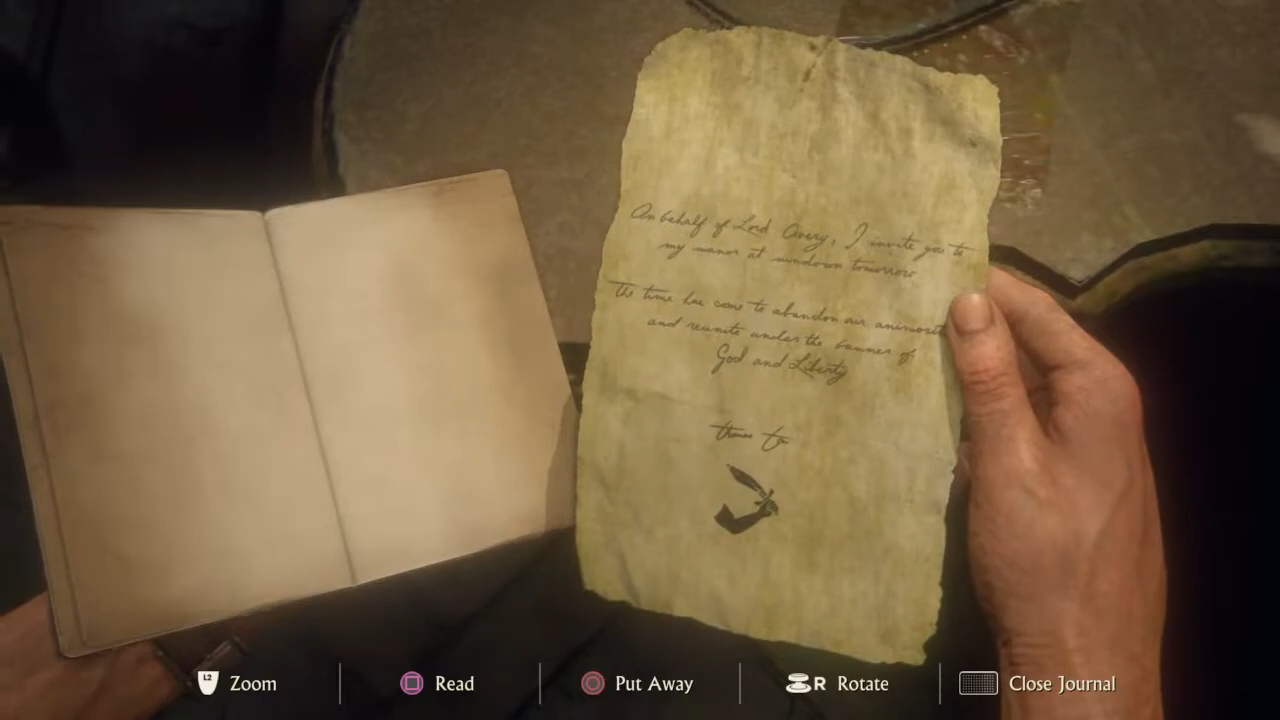 On behalf of Lord Avery, I invite you to
my manor at sundown tomorrow
The time has come to abandon our animosity
and reunite under the banner of
God and Liberty
Thomas Tew
L2 Zoom
Read
Put Away
R Rotate
Close Journal